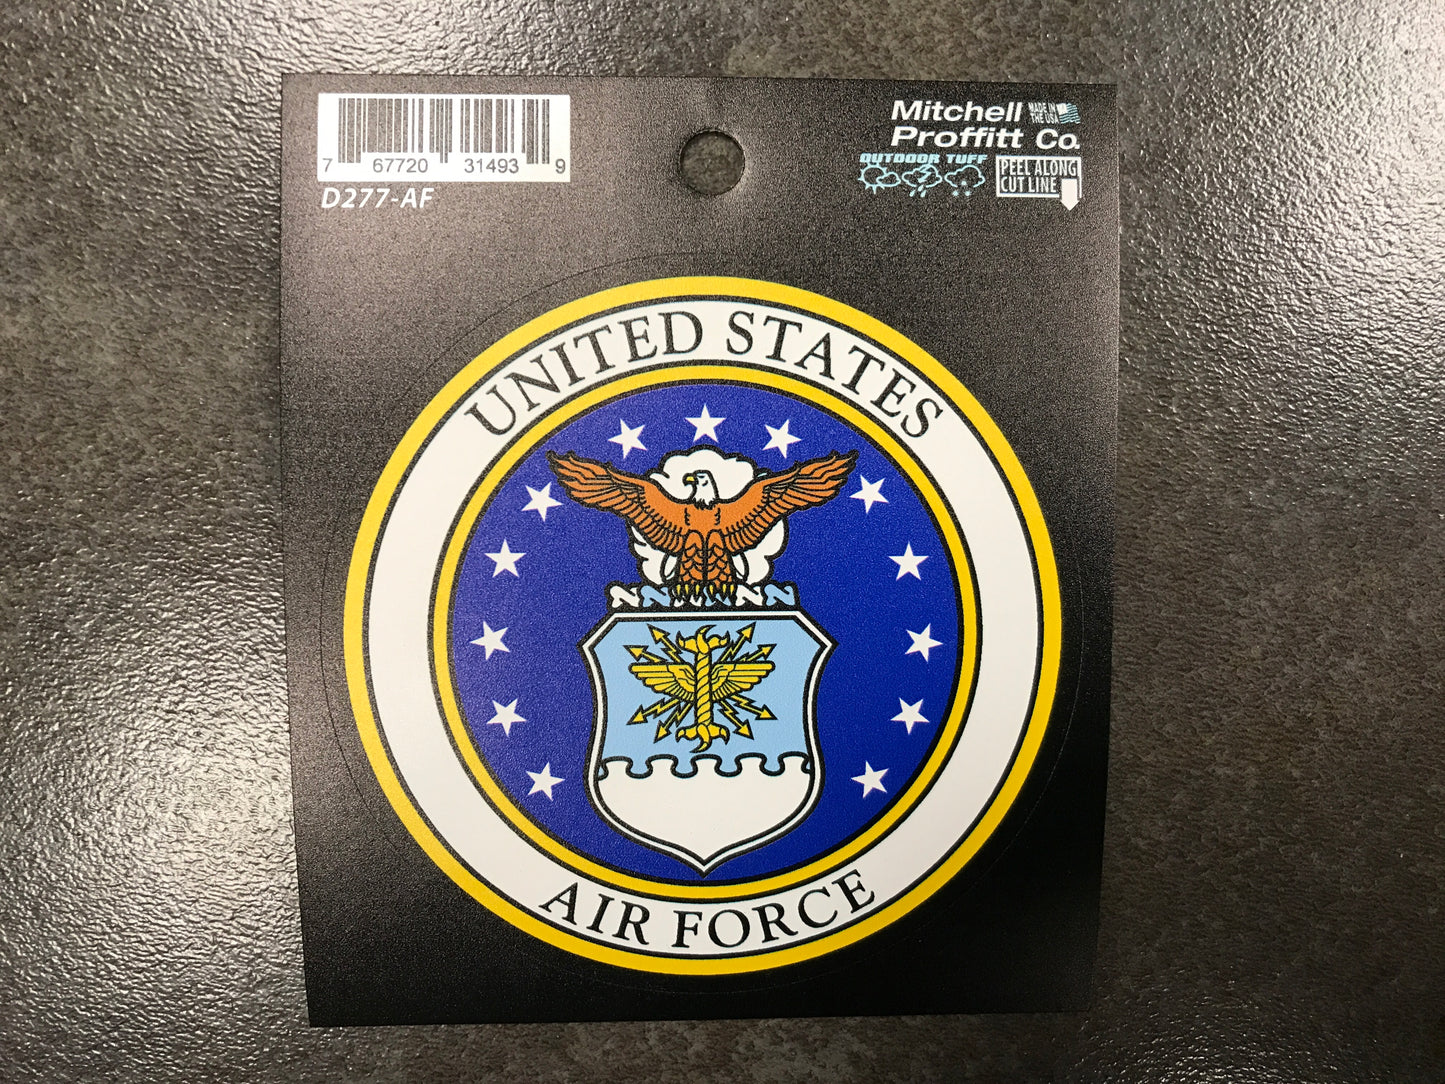 7 67720 31493 9
D277-AF
Mitchell
Proffitt Co.
MADE IN
THE USA
OUTDOOR TUFF
PEEL ALONG
CUT LINE
UNITED STATES
AIR FORCE